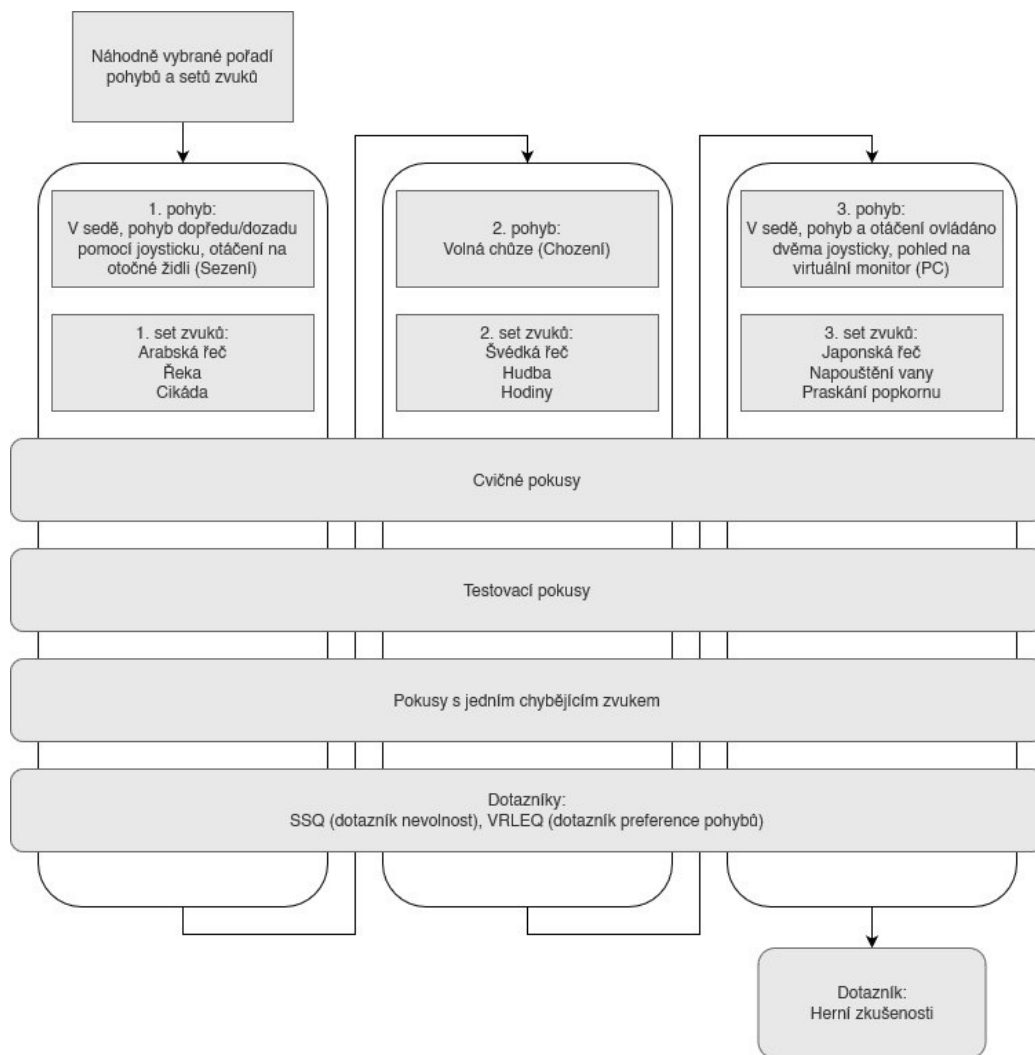 Náhodně vybrané pořadí
pohybů a setů zvuků
1. pohyb:
V sedě, pohyb dopředu/dozadu
pomocí joysticku, otáčení na
otočné židli (Sezení)
1. set zvuků:
Arabská řeč
Řeka
Cikáda
2. pohyb:
Volná chůze (Chození)
2. set zvuků:
Švédká řeč
Hudba
Hodiny
3. pohyb:
V sedě, pohyb a otáčení ovládáno
dvěma joysticky, pohled na
virtuální monitor (PC)
3. set zvuků:
Japonská řeč
Napouštění vany
Praskání popkornu
Cvičné pokusy
Testovací pokusy
Pokusy s jedním chybějícím zvukem
Dotazníky:
SSQ (dotazník nevolnost), VRLEQ (dotazník preference pohybů)
Dotazník:
Herní zkušenosti